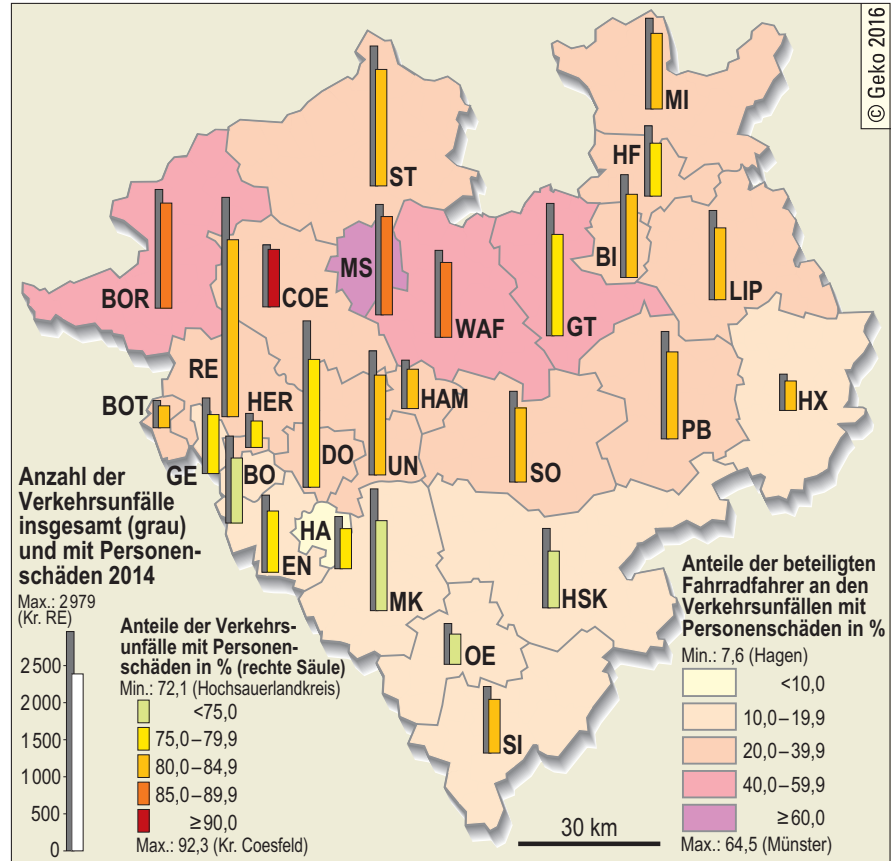 © Geko 2016
MI
HF
ST
BI
LIP
MS
BOR
COE
WAF
GT
RE
HAM
HX
BOT
HER
PB
GE
BO
DO
UN
SO
HA
EN
MK
HSK
OE
SI
Anzahl der
Verkehrsunfälle
insgesamt (grau)
und mit Personen-
schäden 2014
Max.: 2979
(Kr. RE)
2500
2000
1500
1000
500
0
Anteile der Verkehrs-
unfälle mit Personen-
schäden in % (rechte Säule)
Min.: 72,1 (Hochsauerlandkreis)
<75,0
75,0–79,9
80,0–84,9
85,0–89,9
≥90,0
Max.: 92,3 (Kr. Coesfeld)
30 km
Anteile der beteiligten
Fahrradfahrer an den
Verkehrsunfällen mit
Personenschäden in %
Min.: 7,6 (Hagen)
<10,0
10,0–19,9
20,0–39,9
40,0–59,9
≥60,0
Max.: 64,5 (Münster)